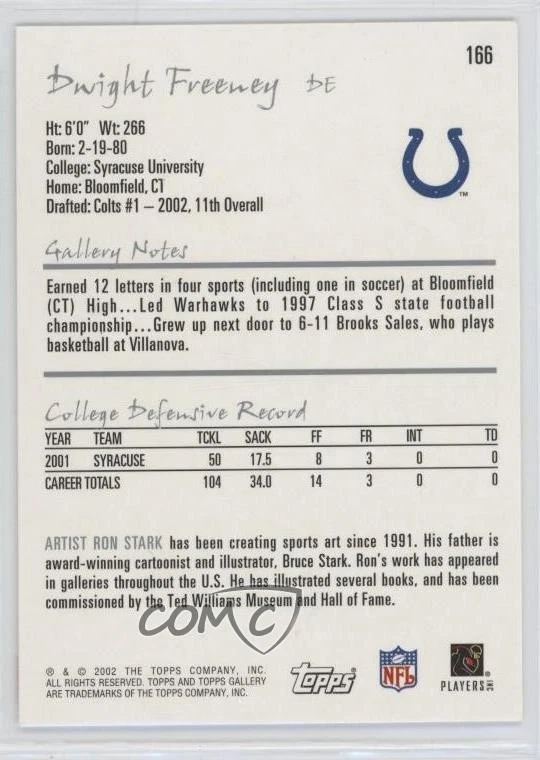 166
Dwight Freeney DE
Ht: 6'0" Wt: 266
Born: 2-19-80
College: Syracuse University
Home: Bloomfield, CT
Drafted: Colts #1 – 2002, 11th Overall
TM
Gallery Notes
Earned 12 letters in four sports (including one in soccer) at Bloomfield
(CT) High...Led Warhawks to 1997 Class S state football
championship...Grew up next door to 6-11 Brooks Sales, who plays
basketball at Villanova.
College Defensive Record
YEAR TEAM TCKL SACK FF FR INT TD
2001 SYRACUSE 50 17.5 8 3 0 0
CAREER TOTALS 104 34.0 14 3 0 0
ARTIST RON STARK has been creating sports art since 1991. His father is
award-winning cartoonist and illustrator, Bruce Stark. Ron's work has appeared
in galleries throughout the U.S. He has illustrated several books, and has been
commissioned by the Ted Williams Museum and Hall of Fame.
COMC
® & © 2002 THE TOPPS COMPANY, INC.
ALL RIGHTS RESERVED. TOPPS AND TOPPS GALLERY
ARE TRADEMARKS OF THE TOPPS COMPANY, INC.
Topps®
NFL
PLAYERS INC